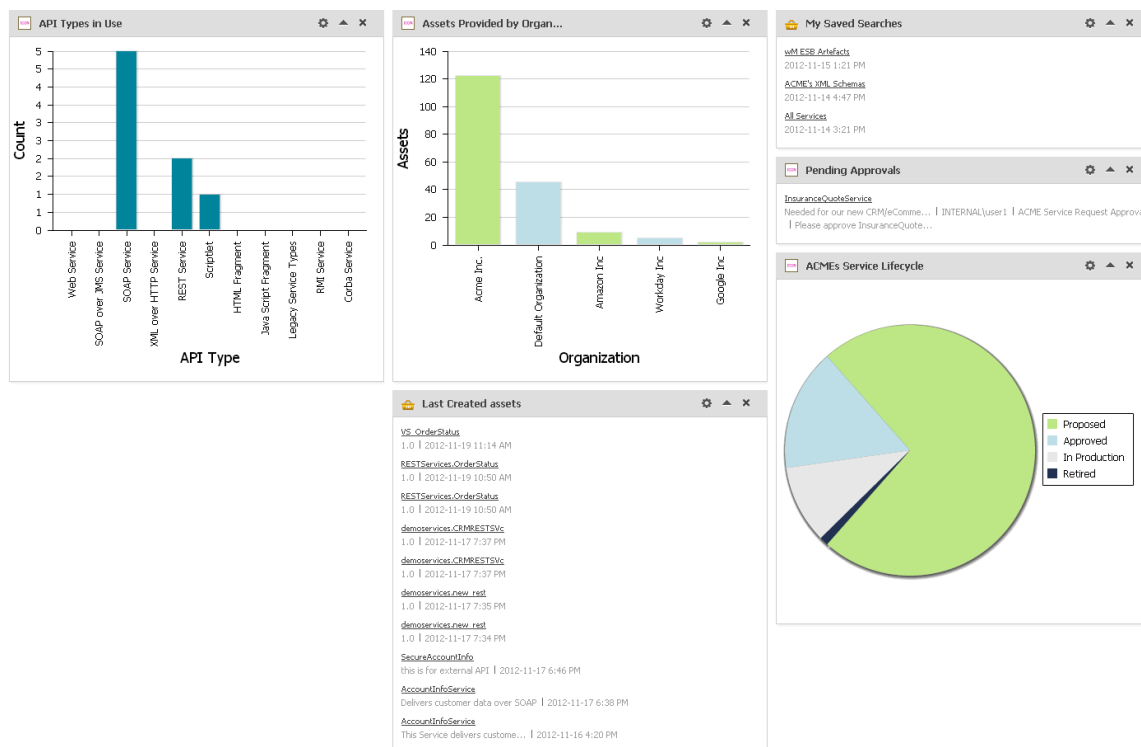 API Types in Use
5
5
4
4
3
3
2
2
1
1
0
Count
Web Service
SOAP over JMS Service
SOAP Service
XML over HTTP Service
REST Service
Scriptlet
HTML Fragment
Java Script Fragment
Legacy Service Types
RMI Service
Corba Service
API Type
Assets Provided by Organ...
140
120
100
80
60
40
20
0
Assets
Acme Inc.
Default Organization
Amazon Inc
Workday Inc
Google Inc
Organization
Last Created assets
VS_OrderStatus
1.0 | 2012-11-19 11:14 AM
RESTServices.OrderStatus
1.0 | 2012-11-19 10:50 AM
RESTServices.OrderStatus
1.0 | 2012-11-19 10:50 AM
demoservices.CRMRESTSVc
1.0 | 2012-11-17 7:37 PM
demoservices.CRMRESTSVc
1.0 | 2012-11-17 7:37 PM
demoservices.new_rest
1.0 | 2012-11-17 7:35 PM
demoservices.new_rest
1.0 | 2012-11-17 7:34 PM
SecureAccountInfo
this is for external API | 2012-11-17 6:46 PM
AccountInfoService
Delivers customer data over SOAP | 2012-11-17 6:38 PM
AccountInfoService
This Service delivers custome... | 2012-11-16 4:20 PM
My Saved Searches
wM ESB Artefacts
2012-11-15 1:21 PM
ACME's XML Schemas
2012-11-14 4:47 PM
All Services
2012-11-14 3:21 PM
Pending Approvals
InsuranceQuoteService
Needed for our new CRM/eComme... | INTERNAL\user1 | ACME Service Request Approva
| Please approve InsuranceQuote...
ACMEs Service Lifecycle
Proposed
Approved
In Production
Retired